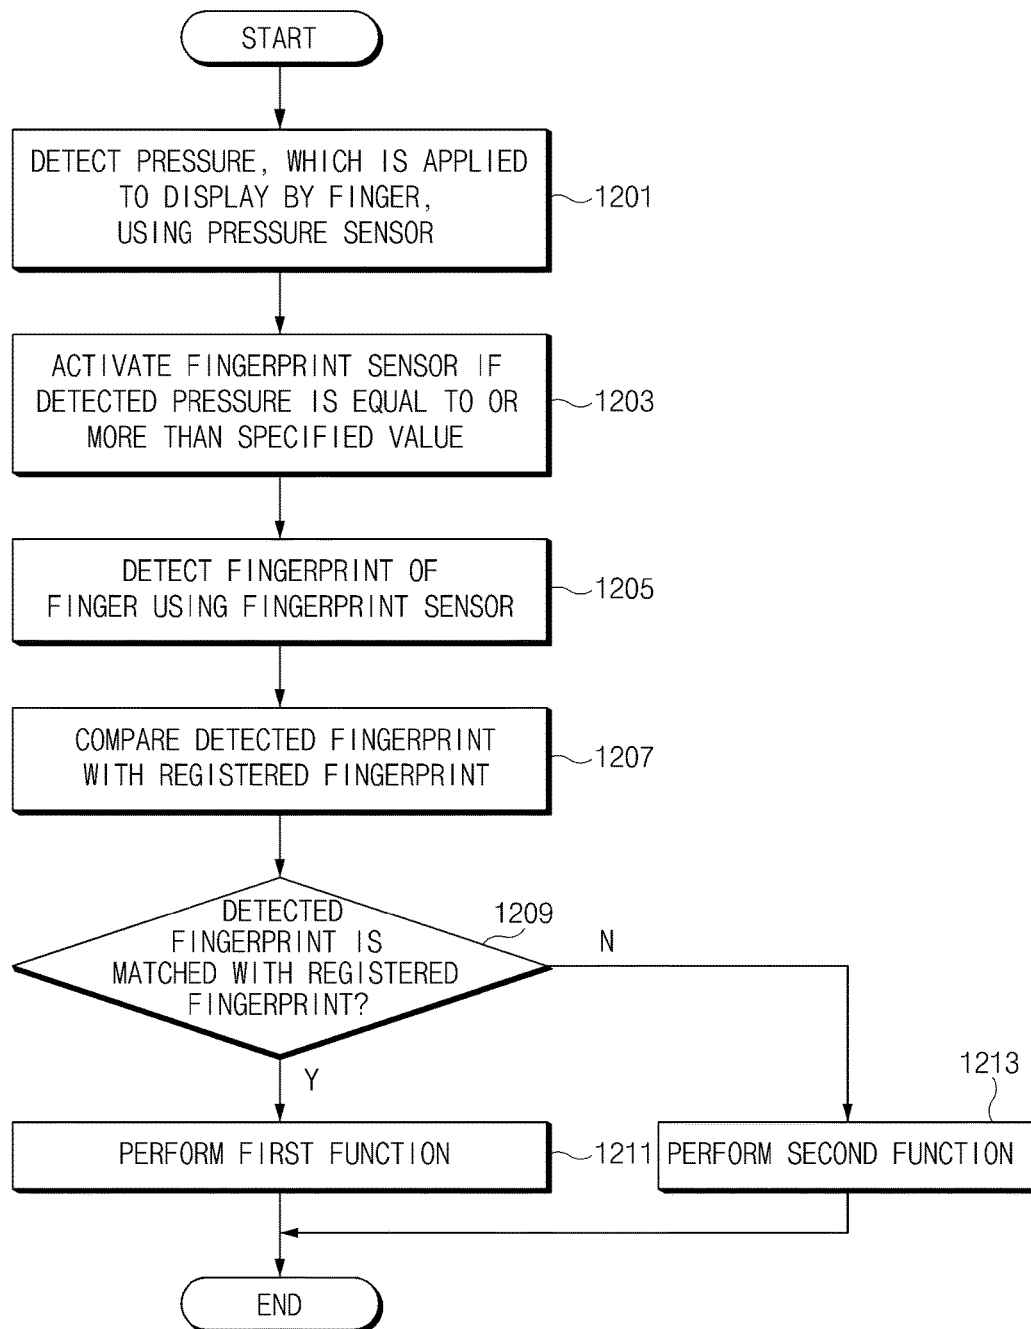 START
DETECT PRESSURE, WHICH IS APPLIED
TO DISPLAY BY FINGER,
USING PRESSURE SENSOR
1201
ACTIVATE FINGERPRINT SENSOR IF
DETECTED PRESSURE IS EQUAL TO OR
MORE THAN SPECIFIED VALUE
1203
DETECT FINGERPRINT OF
FINGER USING FINGERPRINT SENSOR
1205
COMPARE DETECTED FINGERPRINT
WITH REGISTERED FINGERPRINT
1207
DETECTED
FINGERPRINT IS
MATCHED WITH REGISTERED
FINGERPRINT?
1209
N
Y
1213
PERFORM FIRST FUNCTION
1211
PERFORM SECOND FUNCTION
END